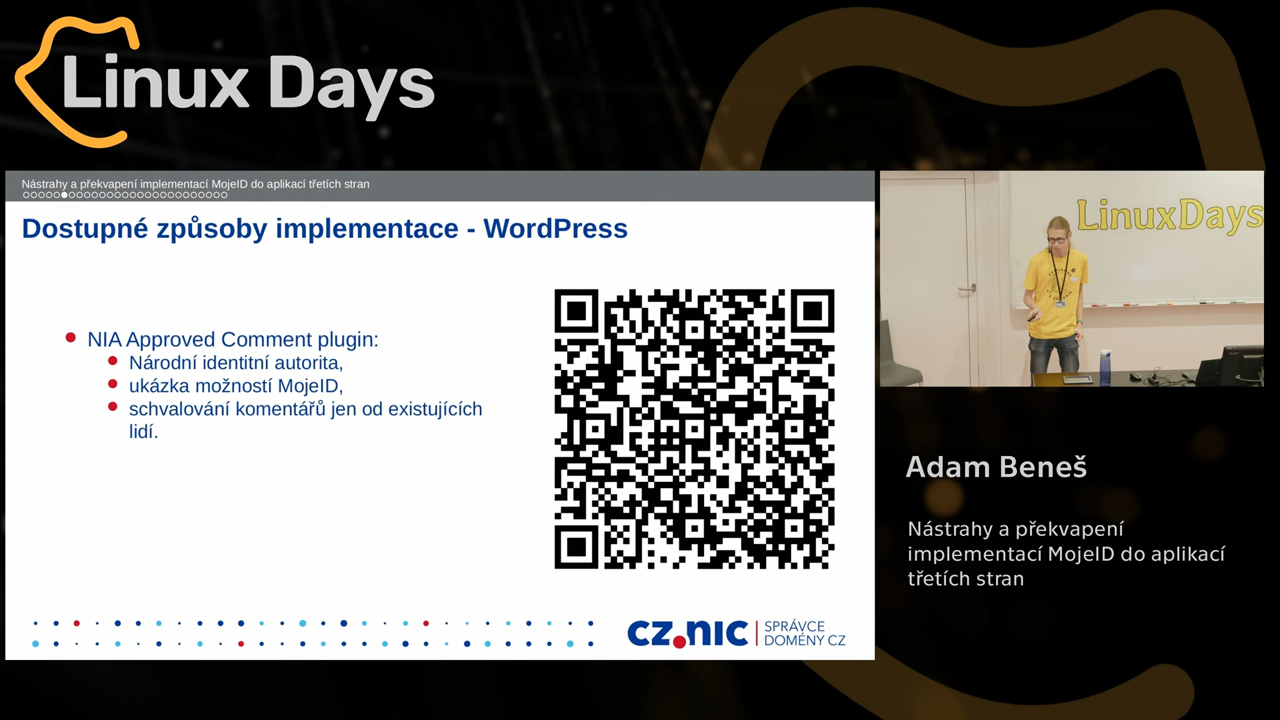 Linux Days
Nástrahy a překvapení implementací MojeID do aplikací třetích stran
Dostupné způsoby implementace - WordPress
NIA Approved Comment plugin:
Národní identitní autorita,
ukázka možností MojeID,
schvalování komentářů jen od existujících
lidí.
CZ.NIC
SPRÁVCE
DOMÉNY CZ
LinuxDays
Adam Beneš
Nástrahy a překvapení
implementací MojeID do aplikací
třetích stran